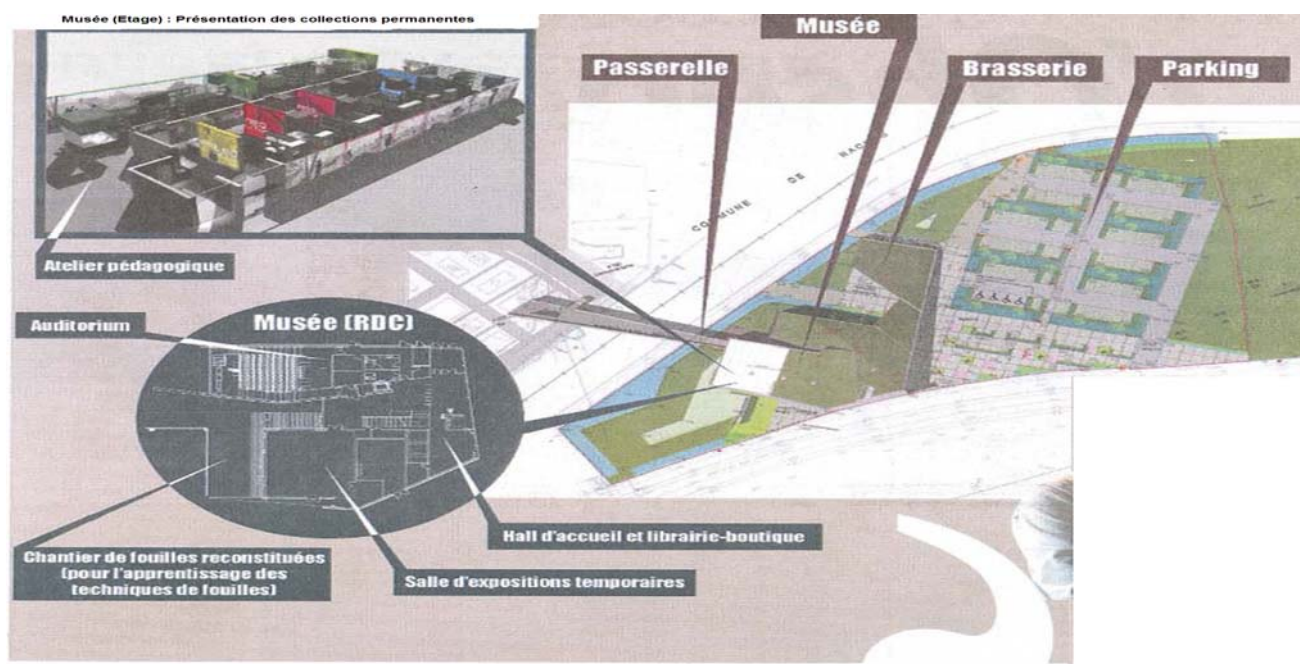 Musée (Etage) : Présentation des collections permanentes
Musée
Passerelle
Brasserie
Parking
COMMUNE DE
Atelier pédagogique
Auditorium
Musée (RDC)
Hall d'accueil et librairie-boutique
Chantier de fouilles reconstituées
(pour l'apprentissage des
techniques de fouilles)
Salle d'expositions temporaires